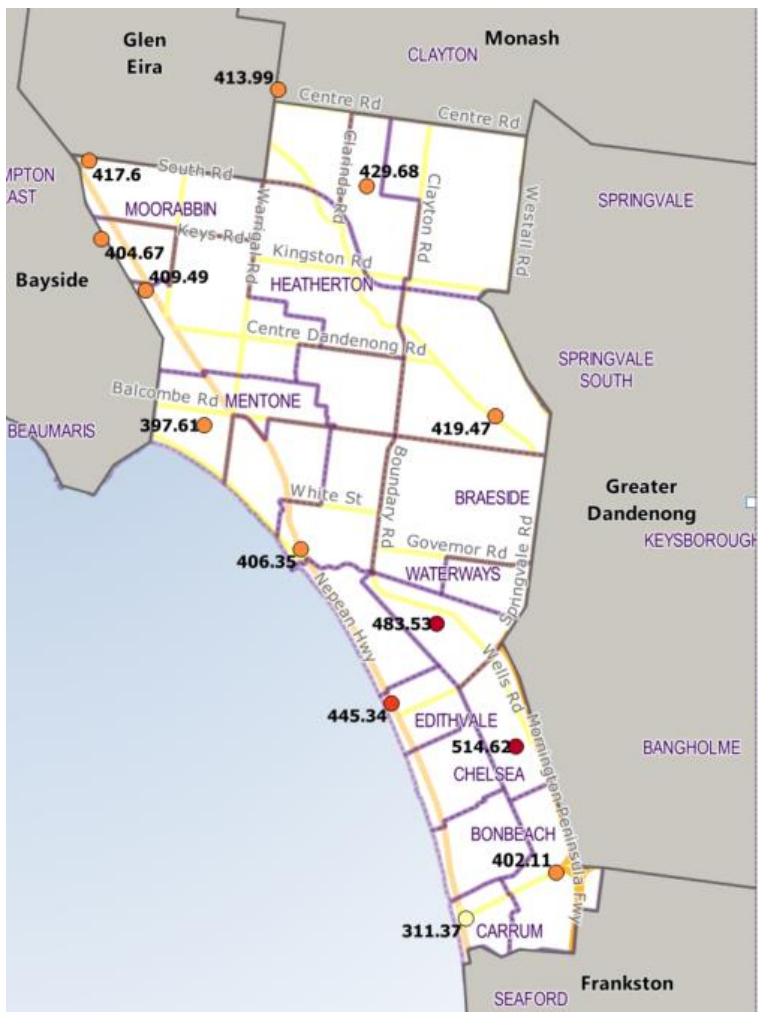 Glen
Eira
Monash
CLAYTON
413.99
Centre Rd
Centre Rd
417.6
South Rd
Clarinda Rd
429.68
MPTON
AST
Clayton Rd
Westall Rd
SPRINGVALE
MOORABBIN
Warrigal Rd
Keys Rd
404.67
Kingston Rd
Bayside
409.49
HEATHERTON
Centre Dandenong Rd
SPRINGVALE
SOUTH
Balcombe Rd
MENTONE
397.61
BEAUMARIS
419.47
Boundary Rd
White St
BRAESIDE
Greater
Dandenong
KEYSBOROUGH
Springvale Rd
Governor Rd
406.35
WATERWAYS
Nepean Hwy
483.53
Wells Rd
445.34
EDITHVALE
Mornington Peninsula Fwy
514.62
BANGHOLME
CHELSEA
BONBEACH
402.11
311.37
CARRUM
Frankston
SEAFORD